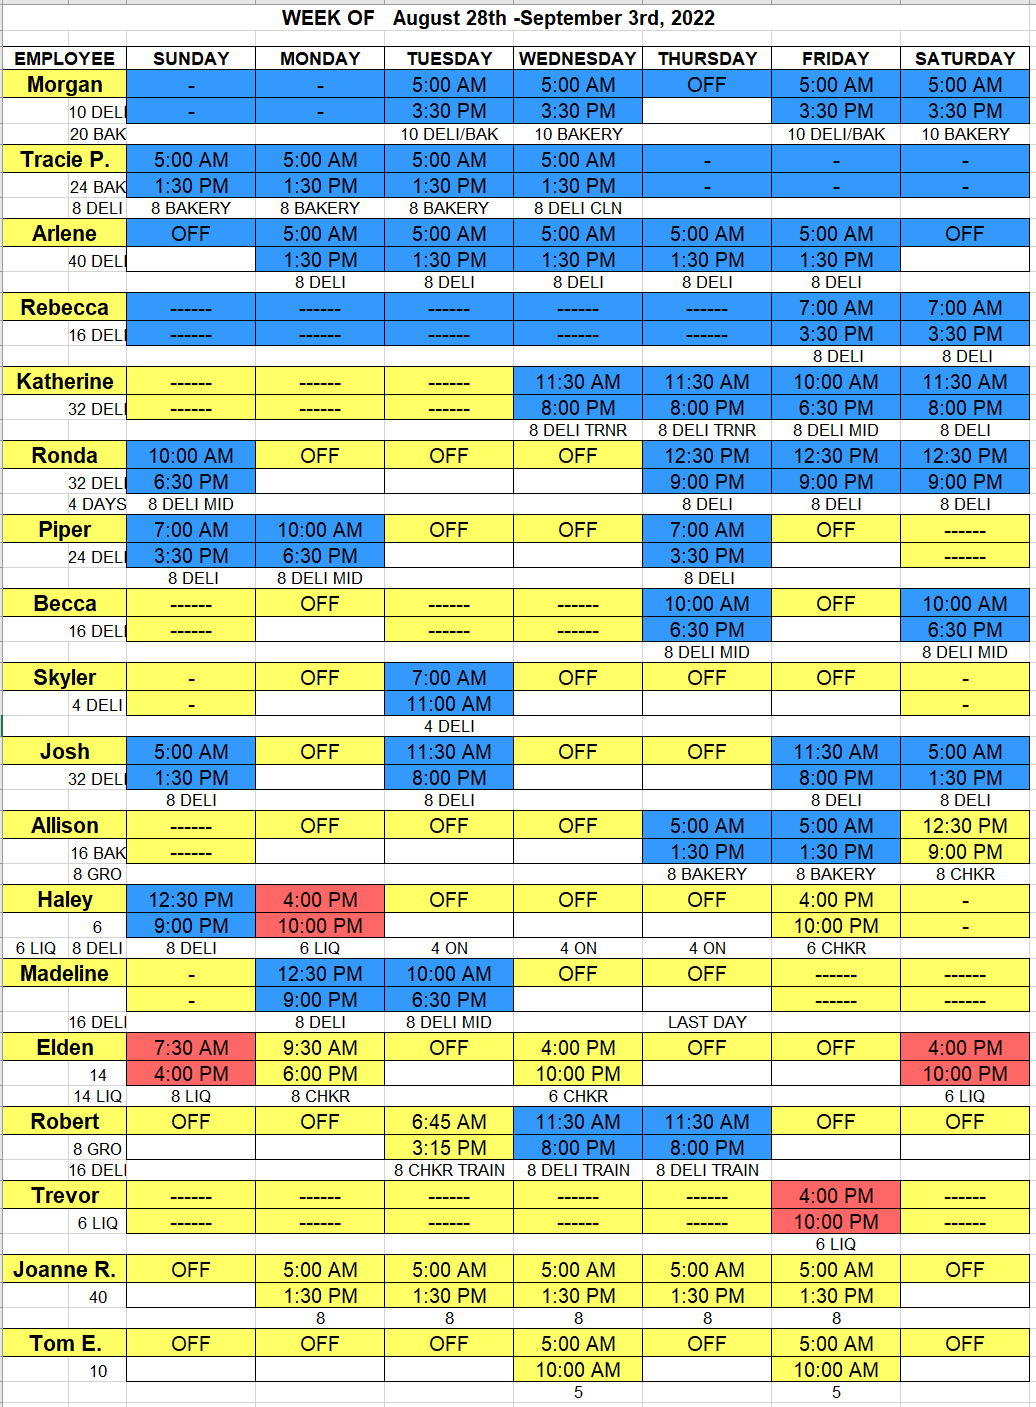 WEEK OF August 28th -September 3rd, 2022
EMPLOYEE SUNDAY MONDAY TUESDAY WEDNESDAY THURSDAY FRIDAY SATURDAY
Morgan - - 5:00 AM 5:00 AM OFF 5:00 AM 5:00 AM
10 DELI - - 3:30 PM 3:30 PM 3:30 PM 3:30 PM
20 BAK 10 DELI/BAK 10 BAKERY 10 DELI/BAK 10 BAKERY
Tracie P. 5:00 AM 5:00 AM 5:00 AM 5:00 AM - - -
24 BAK 1:30 PM 1:30 PM 1:30 PM 1:30 PM - - -
8 DELI 8 BAKERY 8 BAKERY 8 BAKERY 8 DELI CLN
Arlene OFF 5:00 AM 5:00 AM 5:00 AM 5:00 AM 5:00 AM OFF
40 DELI 1:30 PM 1:30 PM 1:30 PM 1:30 PM 1:30 PM
8 DELI 8 DELI 8 DELI 8 DELI 8 DELI
Rebecca ------ ------ ------ ------ ------ 7:00 AM 7:00 AM
16 DELI ------ ------ ------ ------ ------ 3:30 PM 3:30 PM
8 DELI 8 DELI
Katherine ------ ------ ------ 11:30 AM 11:30 AM 10:00 AM 11:30 AM
32 DELI ------ ------ ------ 8:00 PM 8:00 PM 6:30 PM 8:00 PM
8 DELI TRNR 8 DELI TRNR 8 DELI MID 8 DELI
Ronda 10:00 AM OFF OFF OFF 12:30 PM 12:30 PM 12:30 PM
32 DELI 6:30 PM 9:00 PM 9:00 PM 9:00 PM
4 DAYS 8 DELI MID 8 DELI 8 DELI 8 DELI
Piper 7:00 AM 10:00 AM OFF OFF 7:00 AM OFF ------
24 DELI 3:30 PM 6:30 PM 3:30 PM ------
8 DELI 8 DELI MID 8 DELI
Becca ------ OFF ------ ------ 10:00 AM OFF 10:00 AM
16 DELI ------ ------ ------ 6:30 PM 6:30 PM
8 DELI MID 8 DELI MID
Skyler - OFF 7:00 AM OFF OFF OFF -
4 DELI - 11:00 AM -
4 DELI
Josh 5:00 AM OFF 11:30 AM OFF OFF 11:30 AM 5:00 AM
32 DELI 1:30 PM 8:00 PM 8:00 PM 1:30 PM
8 DELI 8 DELI 8 DELI 8 DELI
Allison ------ OFF OFF OFF 5:00 AM 5:00 AM 12:30 PM
16 BAK ------ 1:30 PM 1:30 PM 9:00 PM
8 GRO 8 BAKERY 8 BAKERY 8 CHKR
Haley 12:30 PM 4:00 PM OFF OFF OFF 4:00 PM -
6 9:00 PM 10:00 PM 10:00 PM -
6 LIQ 8 DELI 8 DELI 6 LIQ 4 ON 4 ON 4 ON 6 CHKR
Madeline - 12:30 PM 10:00 AM OFF OFF ------ ------
- 9:00 PM 6:30 PM ------ ------
16 DELI 8 DELI 8 DELI MID LAST DAY
Elden 7:30 AM 9:30 AM OFF 4:00 PM OFF OFF 4:00 PM
14 4:00 PM 6:00 PM 10:00 PM 10:00 PM
14 LIQ 8 LIQ 8 CHKR 6 CHKR 6 LIQ
Robert OFF OFF 6:45 AM 11:30 AM 11:30 AM OFF OFF
8 GRO 3:15 PM 8:00 PM 8:00 PM
16 DELI 8 CHKR TRAIN 8 DELI TRAIN 8 DELI TRAIN
Trevor ------ ------ ------ ------ ------ 4:00 PM ------
6 LIQ ------ ------ ------ ------ ------ 10:00 PM ------
6 LIQ
Joanne R. OFF 5:00 AM 5:00 AM 5:00 AM 5:00 AM 5:00 AM OFF
40 1:30 PM 1:30 PM 1:30 PM 1:30 PM 1:30 PM
8 8 8 8 8
Tom E. OFF OFF OFF 5:00 AM OFF 5:00 AM OFF
10 10:00 AM 10:00 AM
5 5